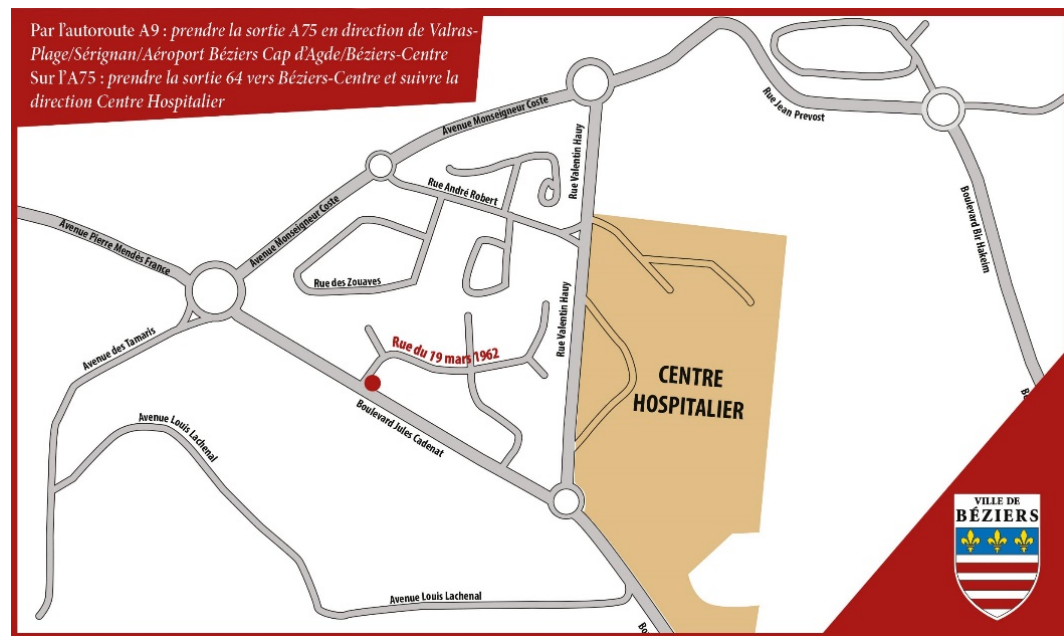 Par l'autoroute A9 : prendre la sortie A75 en direction de Valras-
Plage/Sérignan/Aéroport Béziers Cap d'Agde/Béziers-Centre
Sur l'A75 : prendre la sortie 64 vers Béziers-Centre et suivre la
direction Centre Hospitalier
Avenue Monseigneur Coste
Rue Valentin Hauy
Rue Jean Prevost
Rue André Robert
Avenue Monseigneur Coste
Avenue Pierre Mendès France
Boulevard Bir Hakeim
Rue des Zouaves
Avenue des Tamaris
Rue du 19 mars 1962
Rue Valentin Hauy
CENTRE
HOSPITALIER
Boulevard Jules Cadenat
Avenue Louis Lachenal
Avenue Louis Lachenal
VILLE DE
BÉZIERS